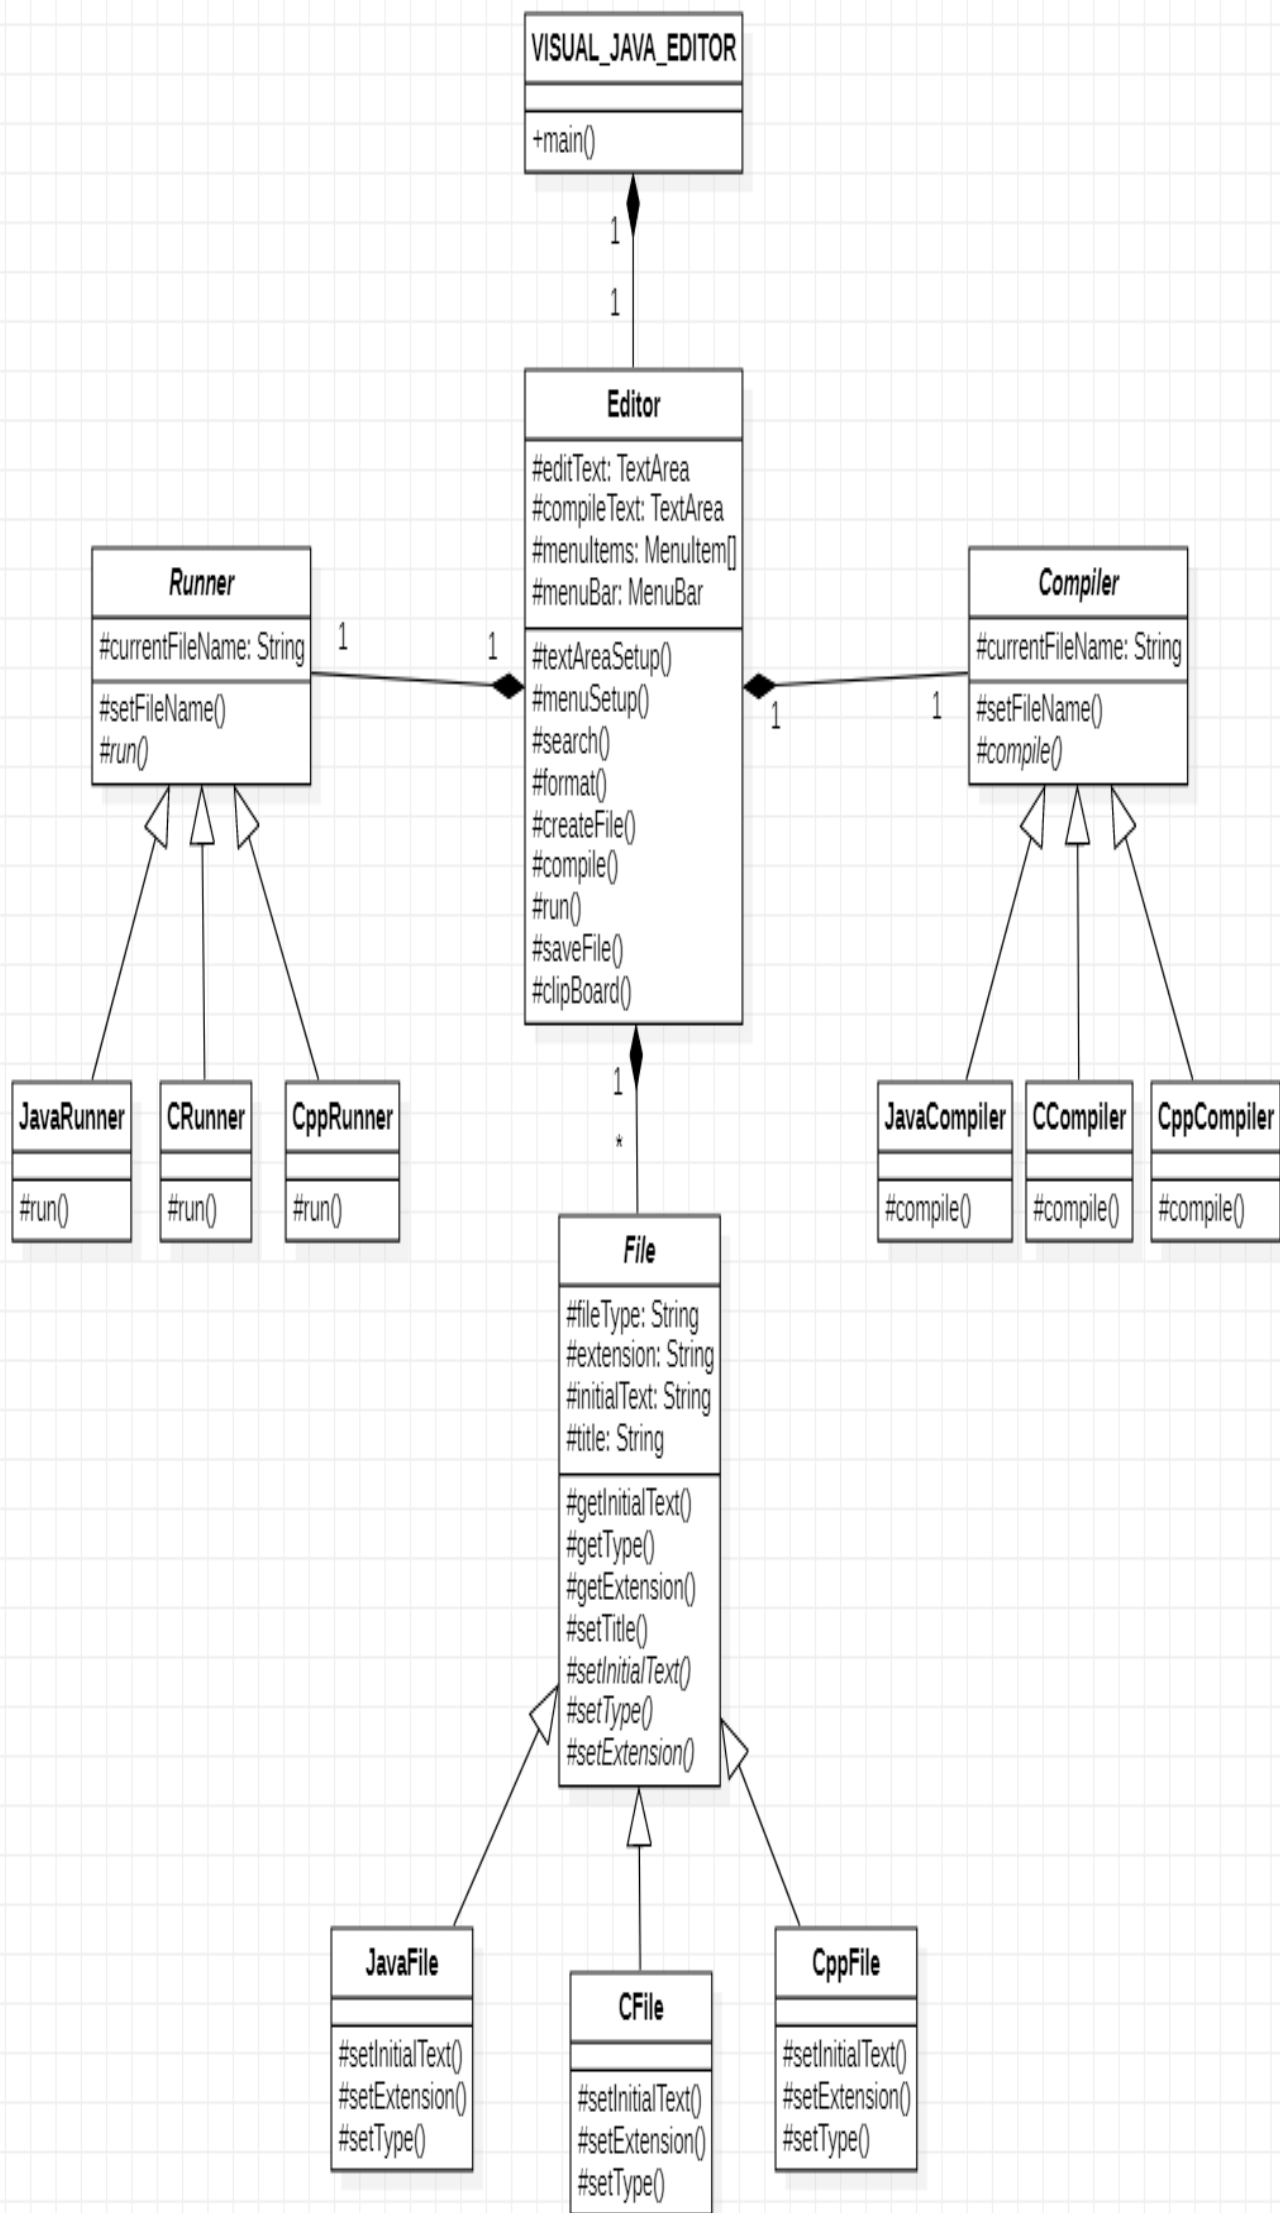 VISUAL_JAVA_EDITOR
+main()
1
1
Editor
#editText: TextArea
#compileText: TextArea
#menuItems: MenuItem[]
#menuBar: MenuBar
#textAreaSetup()
#menuSetup()
#search()
#format()
#createFile()
#compile()
#run()
#saveFile()
#clipBoard()
Runner
#currentFileName: String
#setFileName()
#run()
1
1
Compiler
#currentFileName: String
#setFileName()
#compile()
1
1
JavaRunner
#run()
CRunner
#run()
CppRunner
#run()
JavaCompiler
#compile()
CCompiler
#compile()
CppCompiler
#compile()
1
*
File
#fileType: String
#extension: String
#initialText: String
#title: String
#getInitialText()
#getType()
#getExtension()
#setTitle()
#setInitialText()
#setType()
#setExtension()
JavaFile
#setInitialText()
#setExtension()
#setType()
CFile
#setInitialText()
#setExtension()
#setType()
CppFile
#setInitialText()
#setExtension()
#setType()